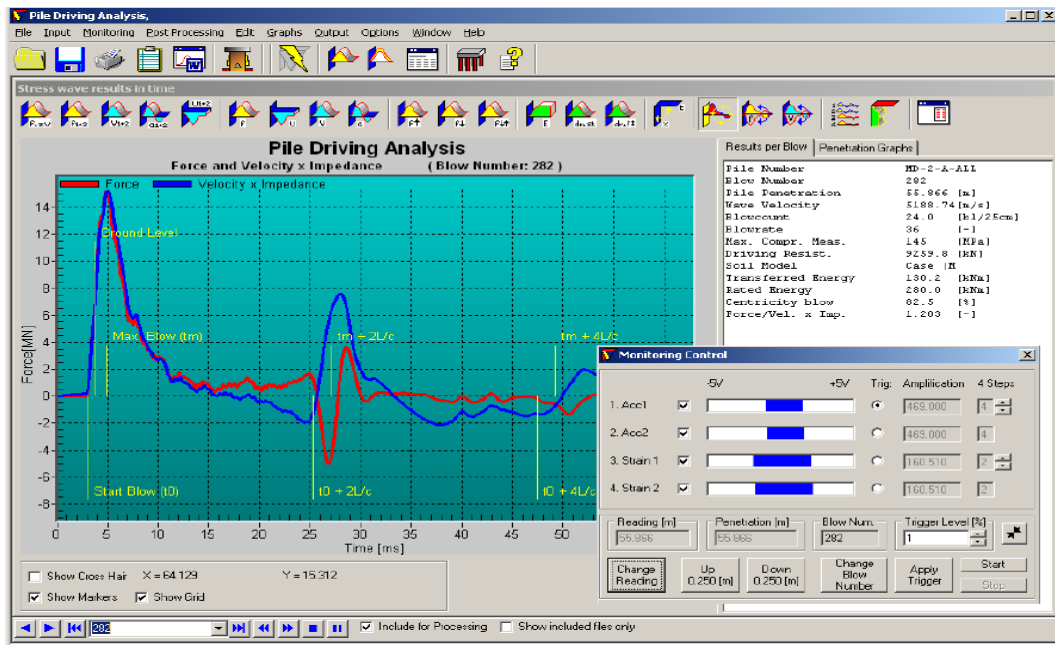 Pile Driving Analysis,
File Input Monitoring Post Processing Edit Graphs Output Options Window Help
Stress wave results in time
Pile Driving Analysis
Force and Velocity x Impedance ( Blow Number: 282 )
Force Velocity x Impedance
Ground Level
Max. Blow (tm)
tm + 2L/c
tm + 4L/c
Start Blow (t0)
t0 + 2L/c
t0 + 4L/c
Force[MN]
14
12
10
8
6
4
2
0
-2
-4
-6
-8
0 5 10 15 20 25 30 35 40 45 50
Time [ms]
Results per Blow Penetration Graphs
Pile Number MD-2-A-ALL
Blow Number 282
Pile Penetration 55.866 [m]
Wave Velocity 5188.74[m/s]
Blowcount 24.0 [bl/25cm]
Blowrate 36 [-]
Max. Compr. Meas. 145 [MPa]
Driving Resist. 9259.8 [kN]
Soil Model Case |M
Transferred Energy 130.2 [kNm]
Rated Energy 280.0 [kNm]
Centricity blow 82.5 [%]
Force/Vel. x Imp. 1.203 [-]
Monitoring Control
-5V +5V Trig: Amplification 4 Steps
1. Acc1 469.000 4
2. Acc2 469.000 4
3. Strain 1 160.510 2
4. Strain 2 160.510 2
Reading [m] Penetration [m] Blow Num. Trigger Level [%]
55.866 55.866 282 1
Change Reading
Up 0.250 [m]
Down 0.250 [m]
Change Blow Number
Apply Trigger
Start
Stop
Show Cross Hair X = 64.129 Y = 15.312
Show Markers Show Grid
282 Include for Processing Show included files only